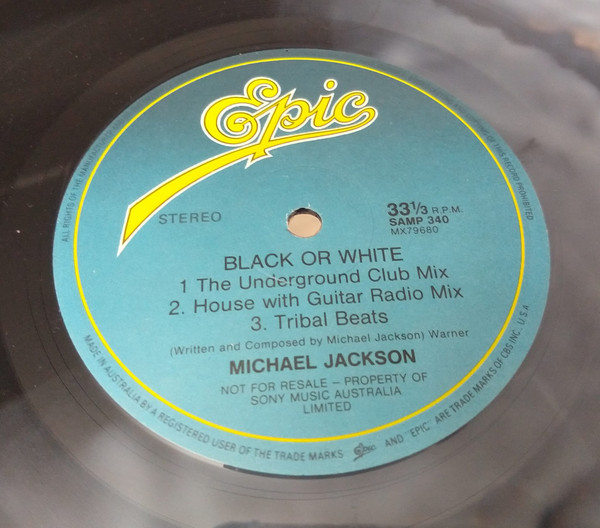 Epic
STEREO
33⅓ R.P.M.
SAMP 340
MX79680
BLACK OR WHITE
1 The Underground Club Mix
2. House with Guitar Radio Mix
3. Tribal Beats
(Written and Composed by Michael Jackson) Warner
MICHAEL JACKSON
NOT FOR RESALE – PROPERTY OF
SONY MUSIC AUSTRALIA
LIMITED
MADE IN AUSTRALIA BY A REGISTERED USER OF THE TRADE MARKS Epic AND "EPIC" ARE TRADE MARKS OF CBS INC. U.S.A.
ALL RIGHTS OF THE
RECORD PROHIBITED